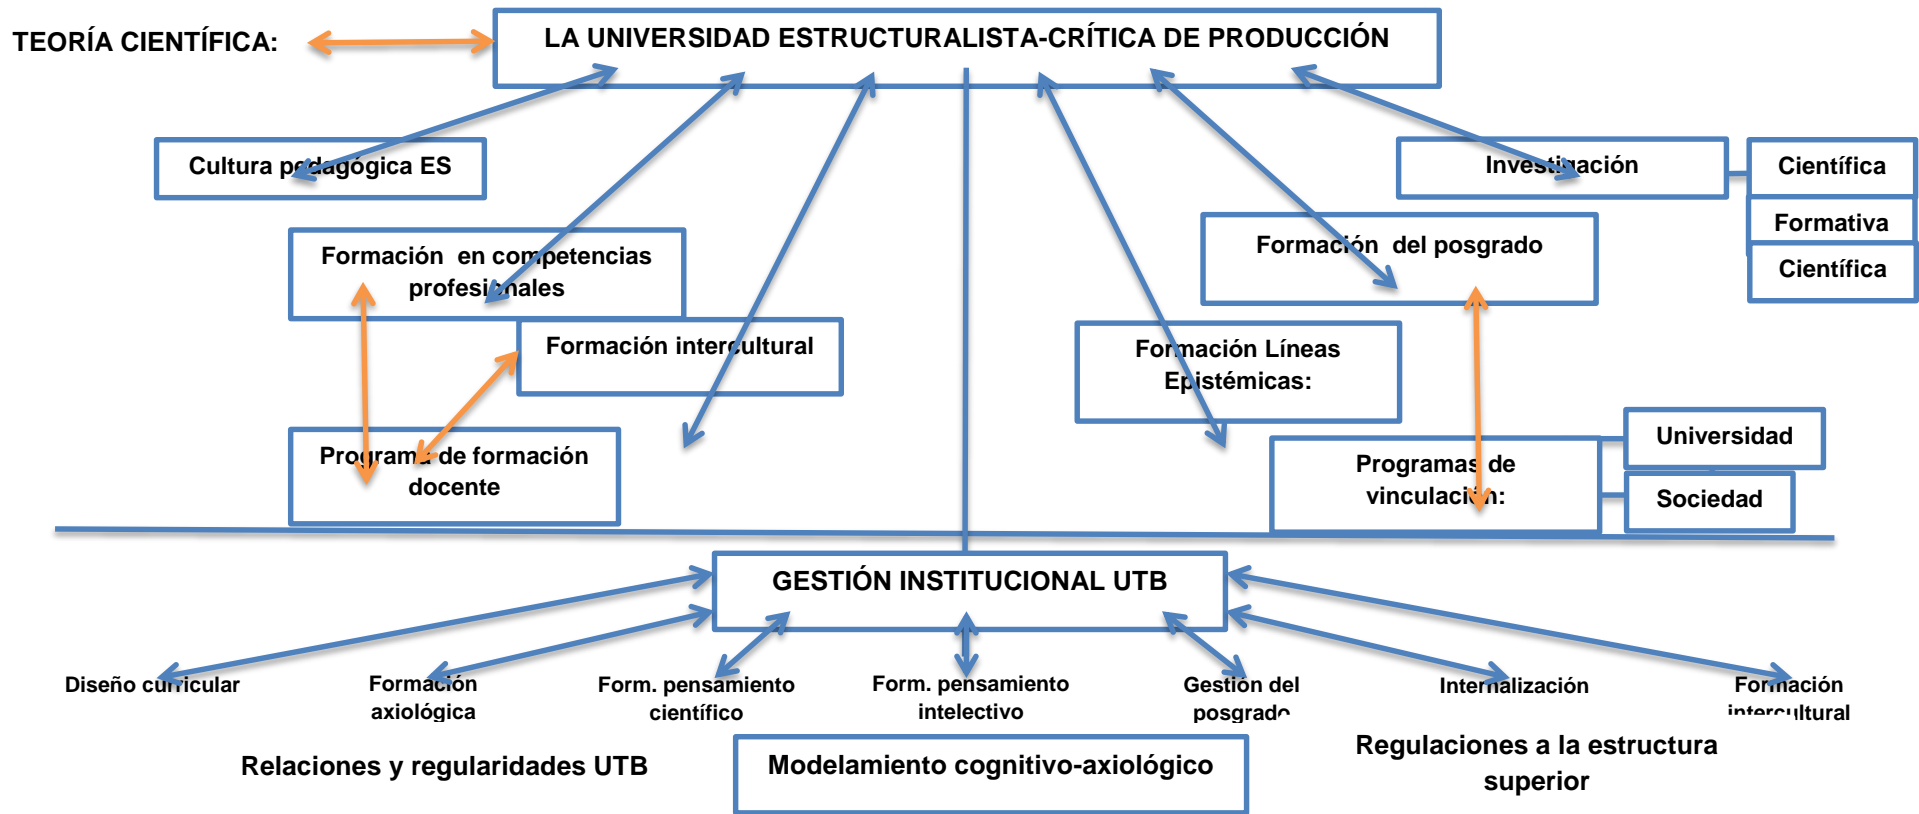 TEORÍA CIENTÍFICA:
LA UNIVERSIDAD ESTRUCTURALISTA-CRÍTICA DE PRODUCCIÓN
Cultura pedagógica ES
Investigación
Científica
Formativa
Científica
Formación en competencias
profesionales
Formación del posgrado
Formación intercultural
Formación Líneas
Epistémicas:
Programa de formación
docente
Programas de
vinculación:
Universidad
Sociedad
GESTIÓN INSTITUCIONAL UTB
Diseño curricular
Formación
axiológica
Form. pensamiento
científico
Form. pensamiento
intelectivo
Gestión del
posgrado
Internalización
Formación
intercultural
Relaciones y regularidades UTB
Modelamiento cognitivo-axiológico
Regulaciones a la estructura
superior